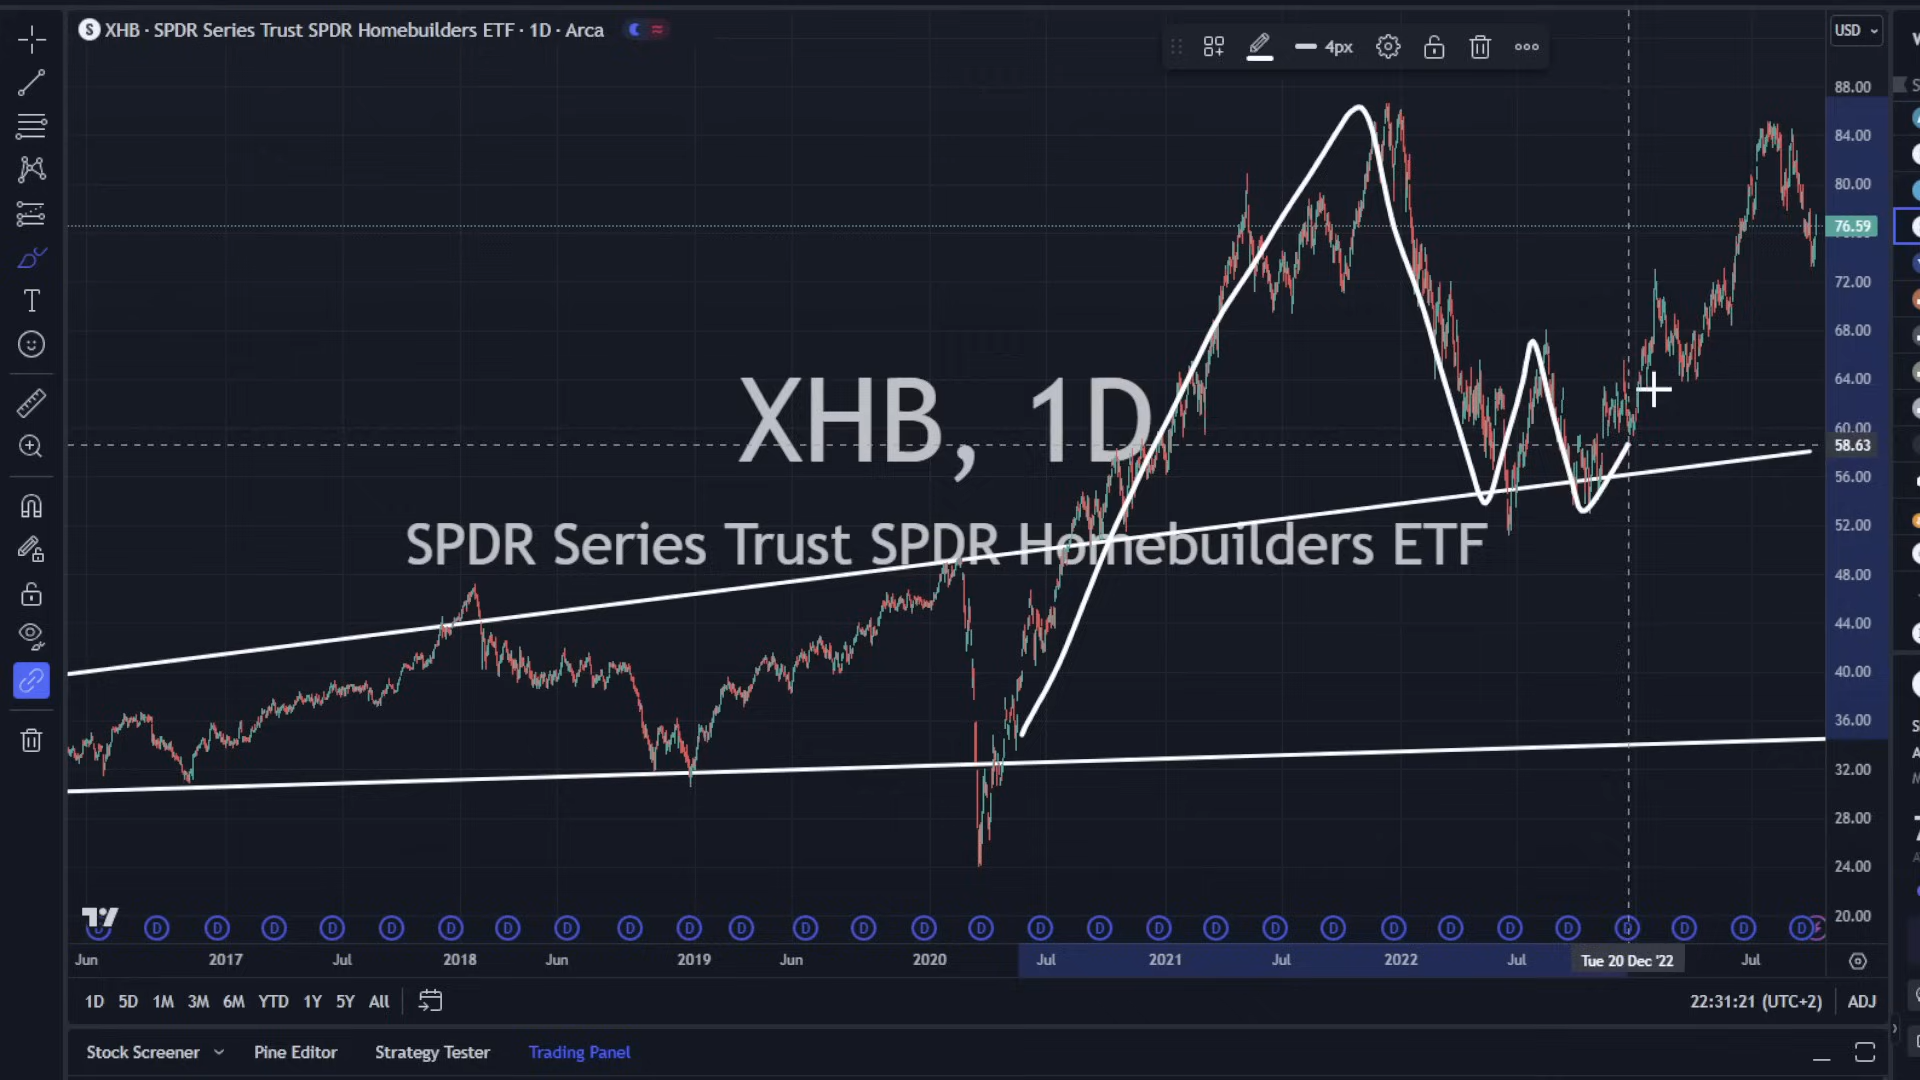 XHB · SPDR Series Trust SPDR Homebuilders ETF · 1D · Arca
4px
USD
88.00
84.00
80.00
76.59
72.00
68.00
64.00
60.00
58.63
56.00
52.00
48.00
44.00
40.00
36.00
32.00
28.00
24.00
20.00
XHB, 1D
SPDR Series Trust SPDR Homebuilders ETF
D D D D D D D D D D D D D D D D D D D D D D D D D D D D D
Jun 2017 Jul 2018 Jun 2019 Jun 2020 Jul 2021 Jul 2022 Jul Tue 20 Dec '22 Jul
1D 5D 1M 3M 6M YTD 1Y 5Y All
22:31:21 (UTC+2) ADJ
Stock Screener Pine Editor Strategy Tester Trading Panel